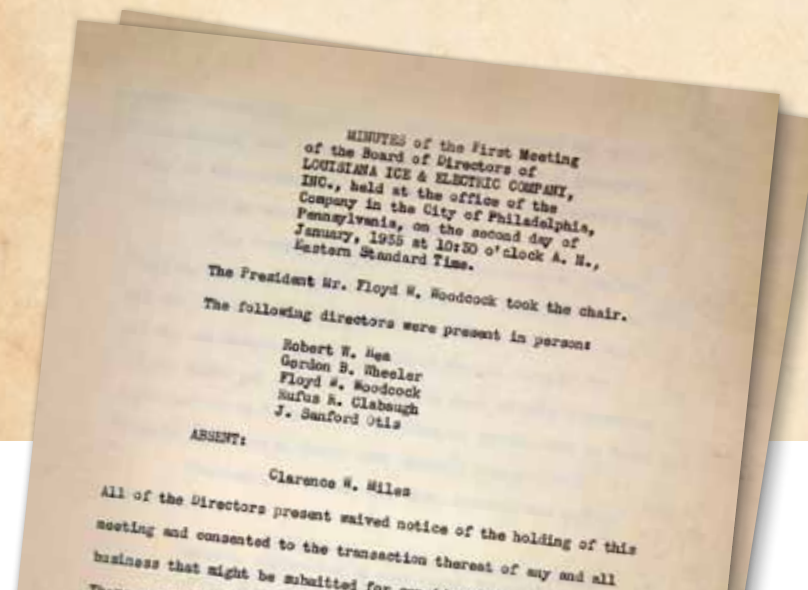 MINUTES of the First Meeting
of the Board of Directors of
LOUISIANA ICE & ELECTRIC COMPANY,
INC., held at the office of the
Company in the City of Philadelphia,
Pennsylvania, on the second day of
January, 1935 at 10:30 o'clock A. M.,
Eastern Standard Time.
The President Mr. Floyd W. Woodcock took the chair.
The following directors were present in person:
Robert W. Rea
Gordon B. Wheeler
Floyd W. Woodcock
Rufus R. Clabaugh
J. Sanford Otis
ABSENT:
Clarence W. Miles
All of the Directors present waived notice of the holding of this
meeting and consented to the transaction thereat of any and all
business that might be submitted for